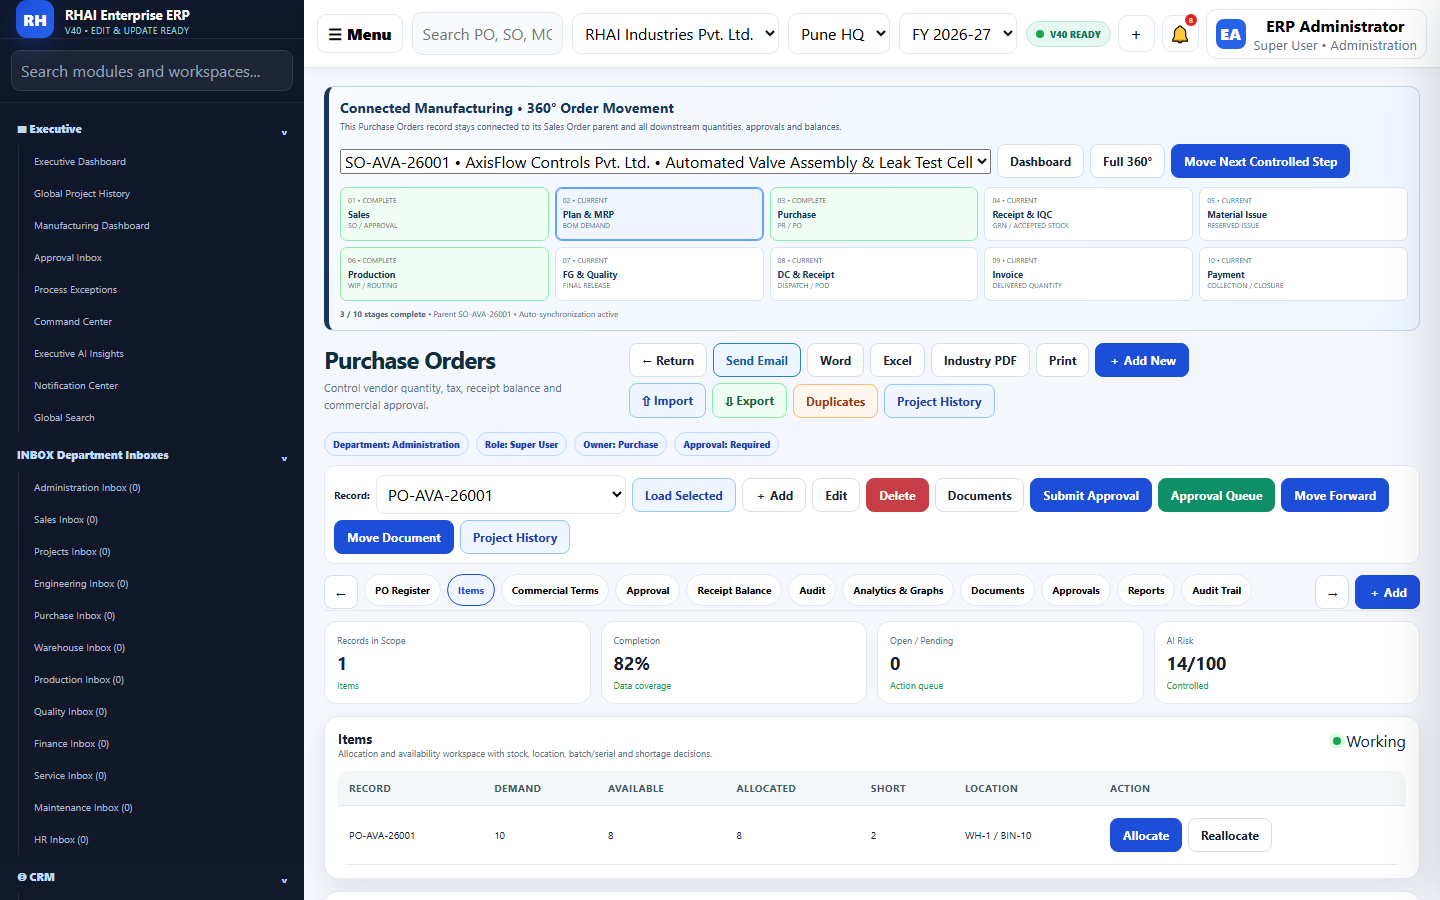 RH
RHAI Enterprise ERP
V40 • EDIT & UPDATE READY
Search modules and workspaces...
Executive
Executive Dashboard
Global Project History
Manufacturing Dashboard
Approval Inbox
Process Exceptions
Command Center
Executive AI Insights
Notification Center
Global Search
INBOX Department Inboxes
Administration Inbox (0)
Sales Inbox (0)
Projects Inbox (0)
Engineering Inbox (0)
Purchase Inbox (0)
Warehouse Inbox (0)
Production Inbox (0)
Quality Inbox (0)
Finance Inbox (0)
Service Inbox (0)
Maintenance Inbox (0)
HR Inbox (0)
CRM
☰ Menu
Search PO, SO, MC
RHAI Industries Pvt. Ltd.
Pune HQ
FY 2026-27
V40 READY
+
8
EA
ERP Administrator
Super User • Administration
Connected Manufacturing • 360° Order Movement
This Purchase Orders record stays connected to its Sales Order parent and all downstream quantities, approvals and balances.
SO-AVA-26001 • AxisFlow Controls Pvt. Ltd. • Automated Valve Assembly & Leak Test Cell
Dashboard
Full 360°
Move Next Controlled Step
01 • COMPLETE
Sales
SO / APPROVAL
02 • CURRENT
Plan & MRP
BOM DEMAND
03 • COMPLETE
Purchase
PR / PO
04 • CURRENT
Receipt & IQC
GRN / ACCEPTED STOCK
05 • CURRENT
Material Issue
RESERVED ISSUE
06 • COMPLETE
Production
WIP / ROUTING
07 • CURRENT
FG & Quality
FINAL RELEASE
08 • CURRENT
DC & Receipt
DISPATCH / POD
09 • CURRENT
Invoice
DELIVERED QUANTITY
10 • CURRENT
Payment
COLLECTION / CLOSURE
3 / 10 stages complete • Parent SO-AVA-26001 • Auto-synchronization active
Purchase Orders
Control vendor quantity, tax, receipt balance and
commercial approval.
← Return
Send Email
Word
Excel
Industry PDF
Print
+ Add New
⇧ Import
⇩ Export
Duplicates
Project History
Department: Administration
Role: Super User
Owner: Purchase
Approval: Required
Record:
PO-AVA-26001
Load Selected
+ Add
Edit
Delete
Documents
Submit Approval
Approval Queue
Move Forward
Move Document
Project History
←
PO Register
Items
Commercial Terms
Approval
Receipt Balance
Audit
Analytics & Graphs
Documents
Approvals
Reports
Audit Trail
→
+ Add
Records in Scope
1
Items
Completion
82%
Data coverage
Open / Pending
0
Action queue
AI Risk
14/100
Controlled
Items
Allocation and availability workspace with stock, location, batch/serial and shortage decisions.
Working
RECORD DEMAND AVAILABLE ALLOCATED SHORT LOCATION ACTION
PO-AVA-26001 10 8 8 2 WH-1 / BIN-10 Allocate Reallocate